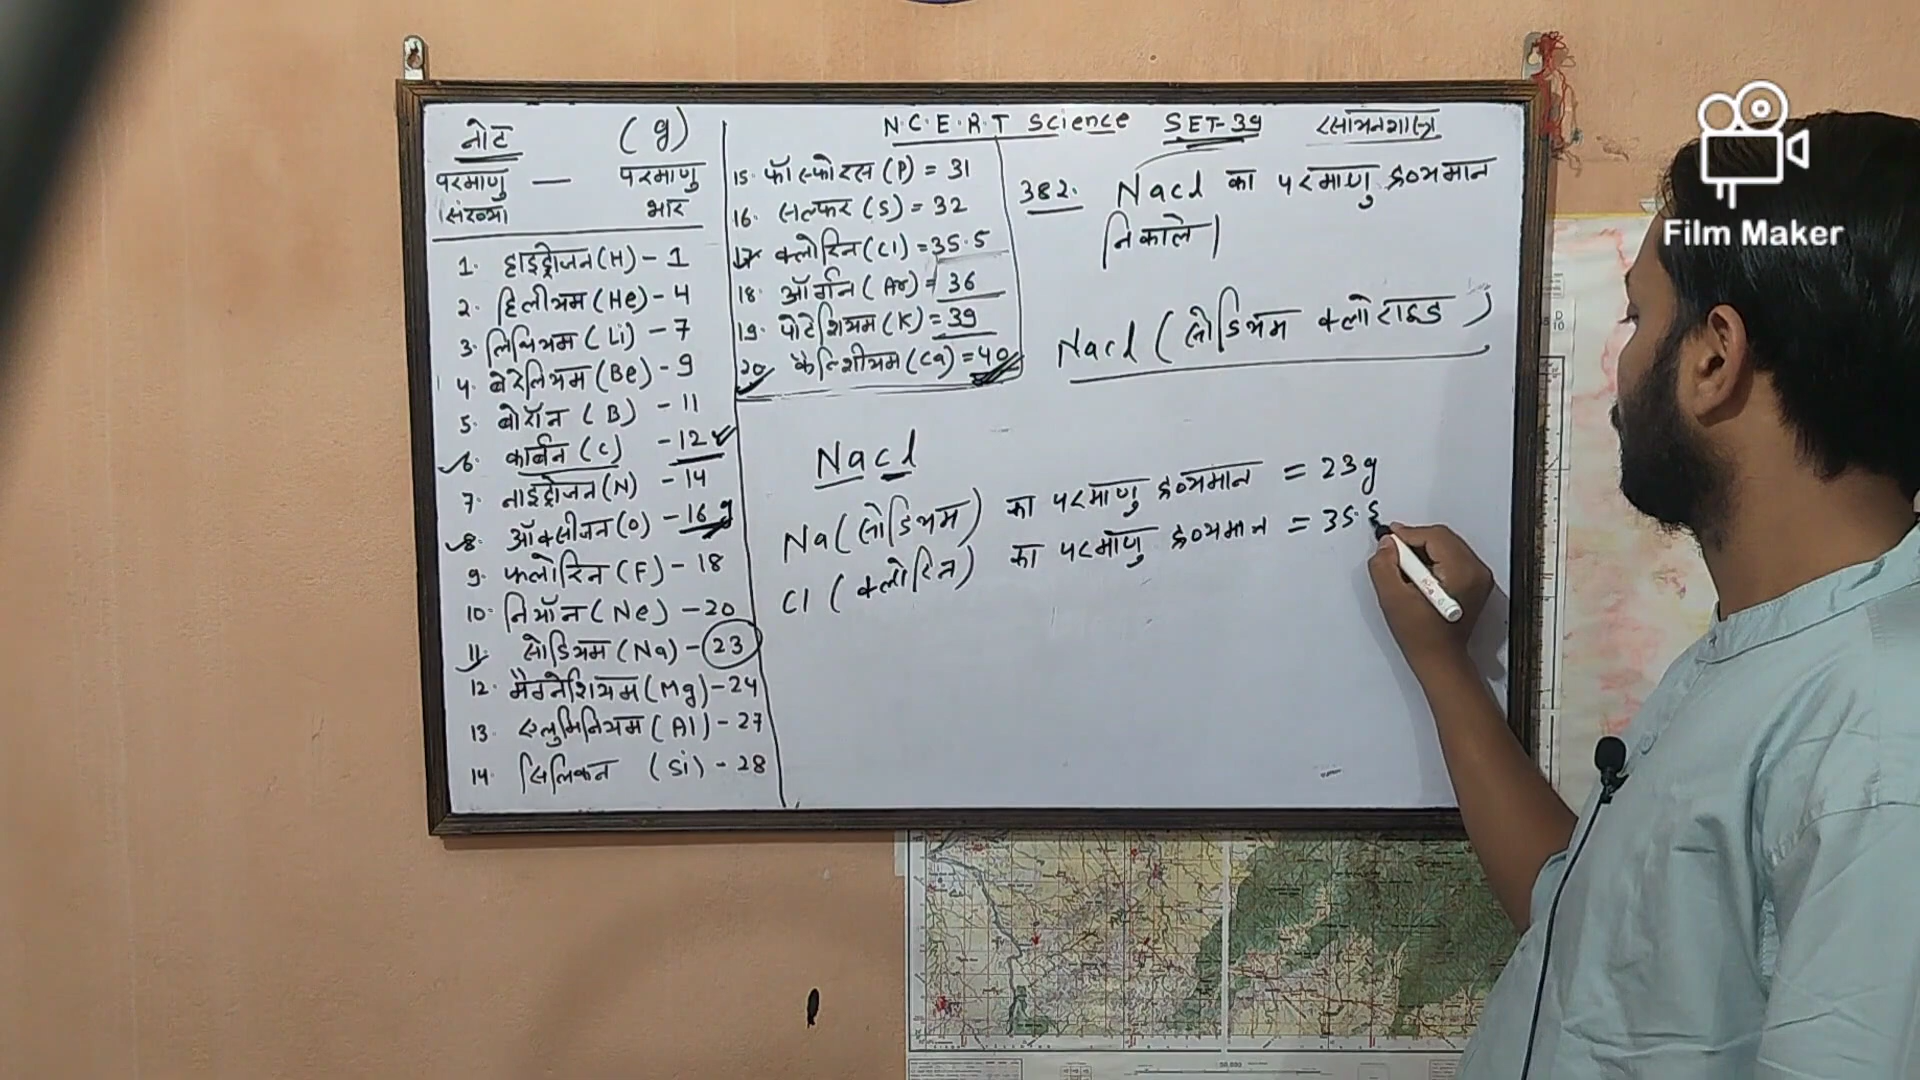 N.C.E.R.T Science SET-39 रसायनशास्त्र
नोट (g)
परमाणु — परमाणु
संख्या भार
1. हाइड्रोजन (H) - 1
2. हिलीयम (He) - 4
3. लिथियम (Li) - 7
4. बेरेलियम (Be) - 9
5. बोरॉन (B) - 11
6. कार्बन (C) - 12
7. नाइट्रोजन (N) - 14
8. ऑक्सीजन (O) - 16 g
9. फ्लोरिन (F) - 18
10. नियॉन (Ne) - 20
11. सोडियम (Na) - 23
12. मैग्नेशियम (Mg) - 24
13. एलुमिनियम (Al) - 27
14. सिलिकन (Si) - 28
15. फॉस्फोरस (P) = 31
16. सल्फर (S) = 32
17. क्लोरिन (Cl) = 35.5
18. ऑर्गन (Ar) = 36
19. पोटेशियम (K) = 39
20. कैल्शीयम (Ca) = 40
382. Nacl का परमाणु द्रव्यमान
निकाले।
Nacl (सोडियम क्लोराइड)
Nacl
Na (सोडियम) का परमाणु द्रव्यमान = 23g
Cl (क्लोरिन) का परमाणु द्रव्यमान = 35.5
Film Maker